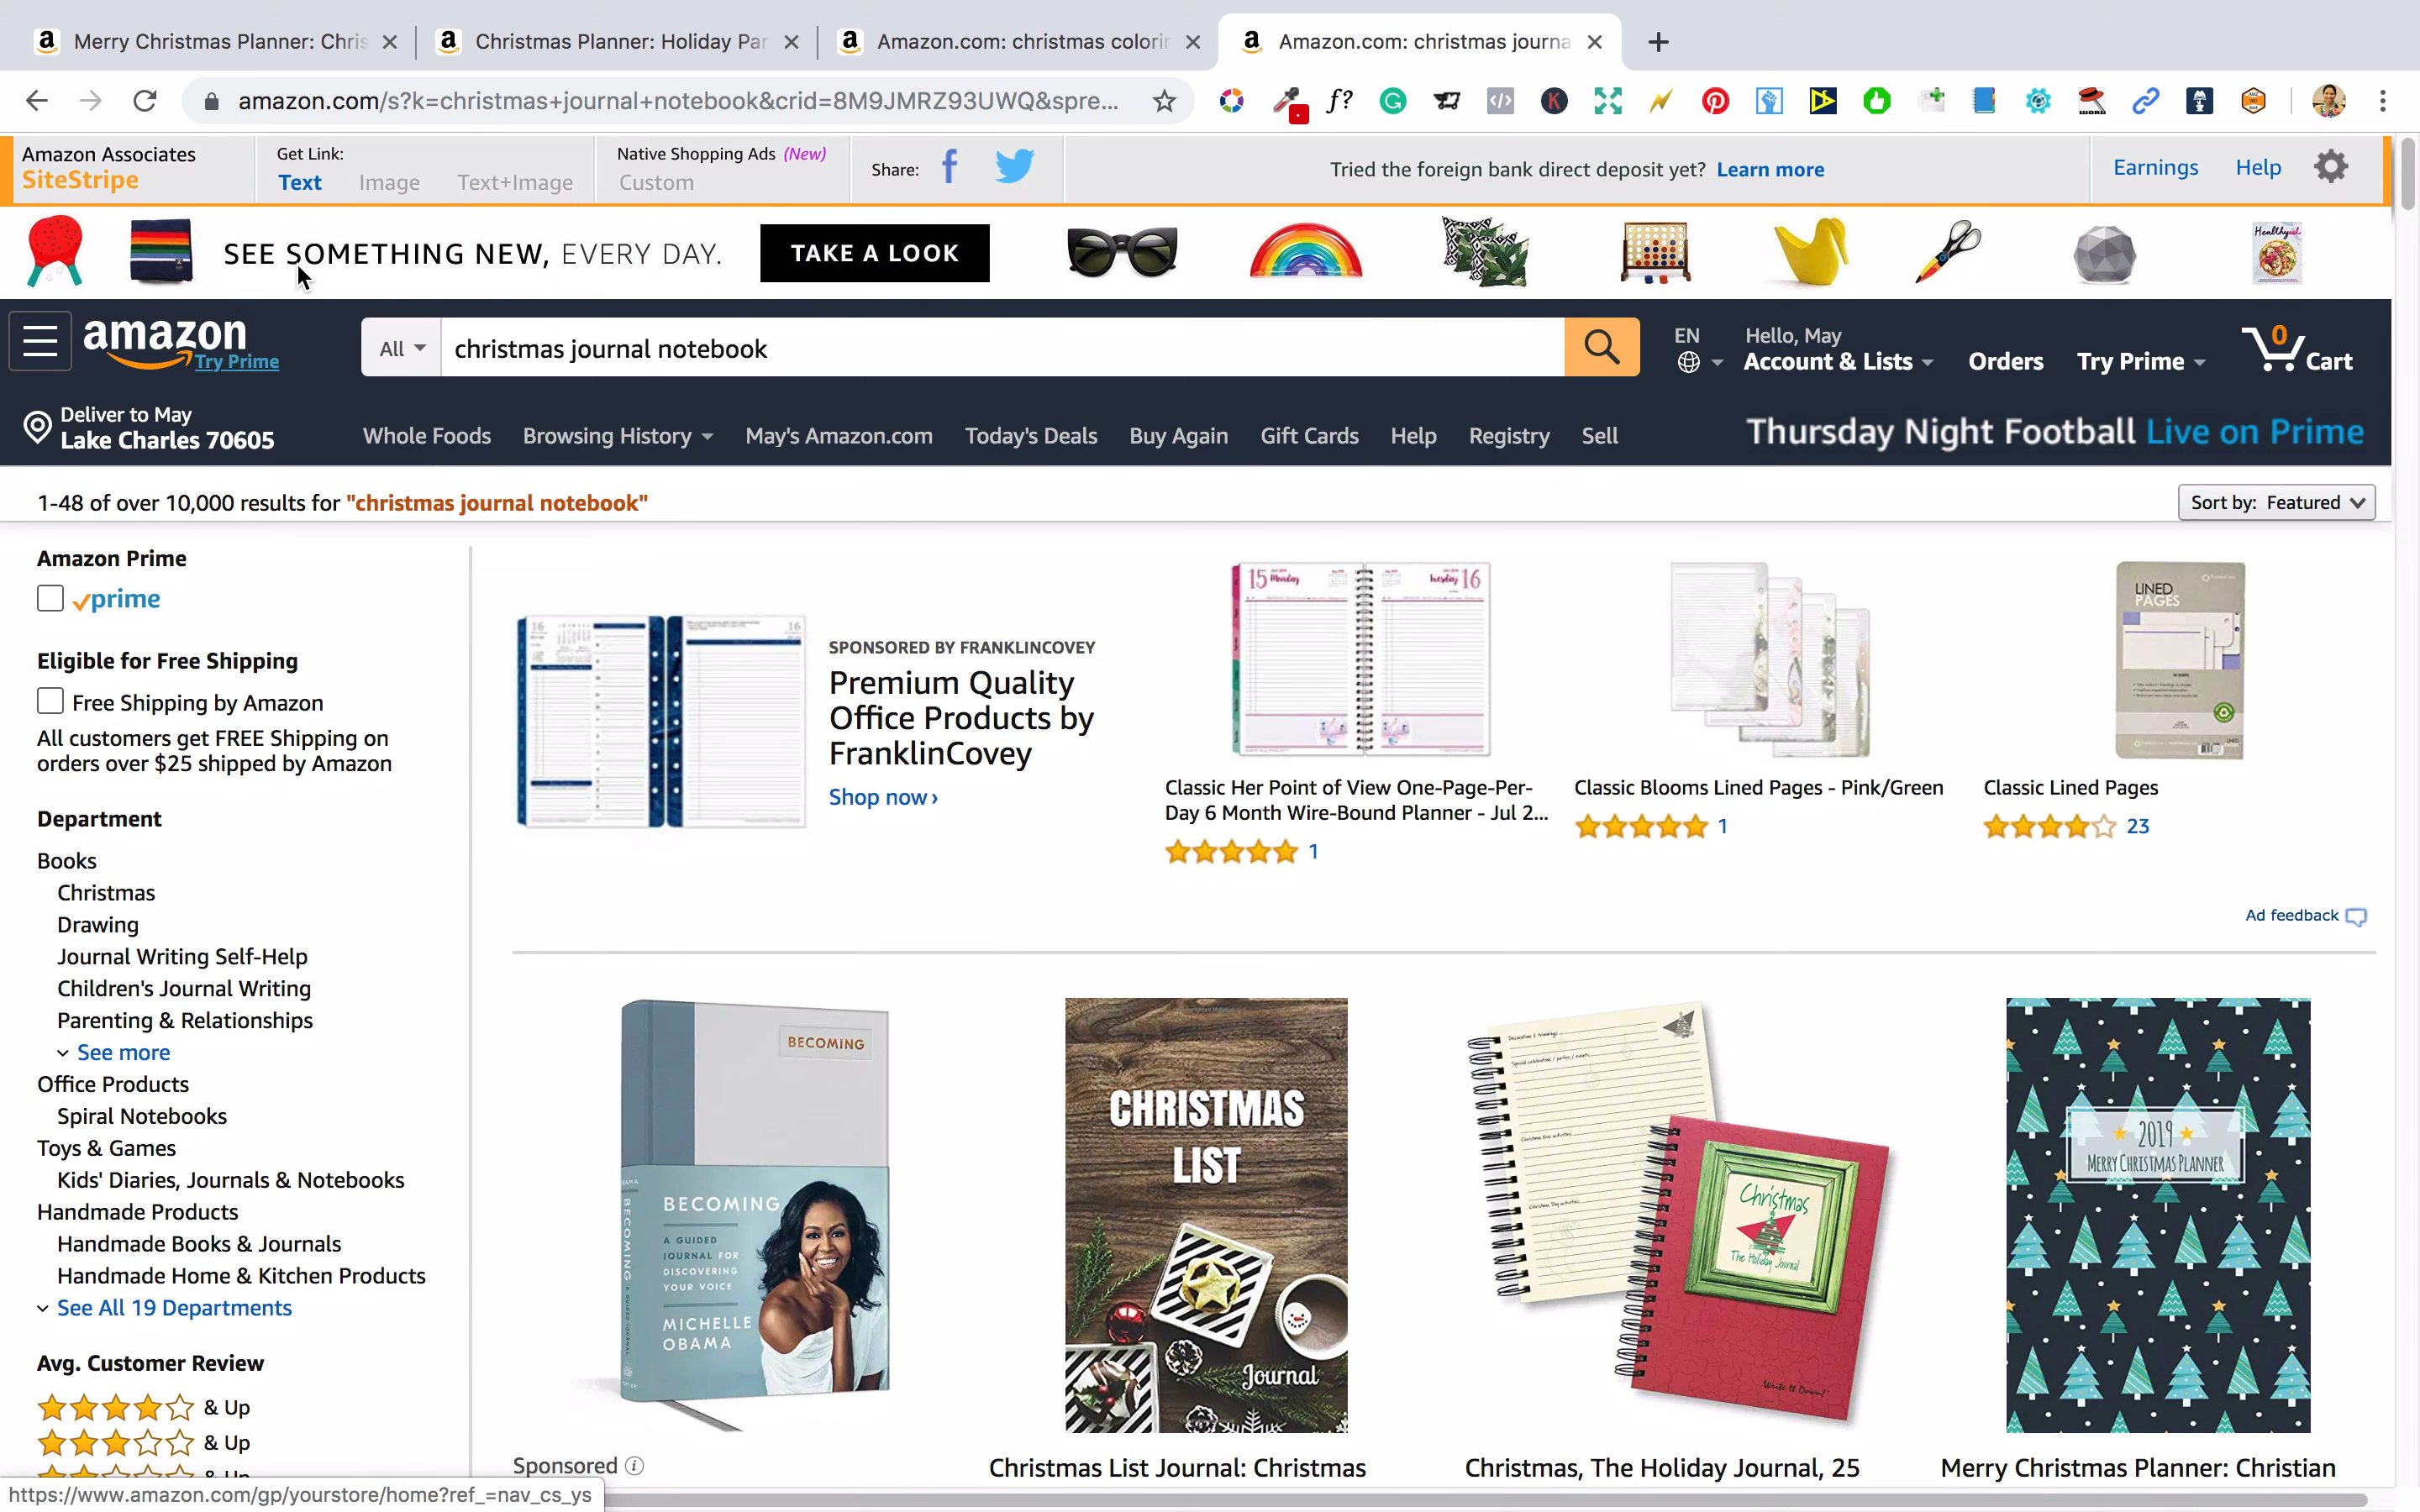 Merry Christmas Planner: Chris
Christmas Planner: Holiday Par
Amazon.com: christmas colorin
Amazon.com: christmas journa
amazon.com/s?k=christmas+journal+notebook&crid=8M9JMRZ93UWQ&spre...
Amazon Associates
SiteStripe
Get Link:
Text Image Text+Image
Native Shopping Ads (New)
Custom
Share:
Tried the foreign bank direct deposit yet? Learn more
Earnings Help
SEE SOMETHING NEW, EVERY DAY.
TAKE A LOOK
Healthyish
amazon
Try Prime
All
christmas journal notebook
EN
Hello, May
Account & Lists
Orders
Try Prime
0
Cart
Deliver to May
Lake Charles 70605
Whole Foods Browsing History May's Amazon.com Today's Deals Buy Again Gift Cards Help Registry Sell
Thursday Night Football Live on Prime
1-48 of over 10,000 results for "christmas journal notebook"
Sort by: Featured
Amazon Prime
prime
Eligible for Free Shipping
Free Shipping by Amazon
All customers get FREE Shipping on
orders over $25 shipped by Amazon
Department
Books
Christmas
Drawing
Journal Writing Self-Help
Children's Journal Writing
Parenting & Relationships
See more
Office Products
Spiral Notebooks
Toys & Games
Kids' Diaries, Journals & Notebooks
Handmade Products
Handmade Books & Journals
Handmade Home & Kitchen Products
See All 19 Departments
Avg. Customer Review
& Up
& Up
& Up
https://www.amazon.com/gp/yourstore/home?ref_=nav_cs_ys
16 16
SPONSORED BY FRANKLINCOVEY
Premium Quality
Office Products by
FranklinCovey
Shop now ›
15 Monday Tuesday 16
Classic Her Point of View One-Page-Per-
Day 6 Month Wire-Bound Planner - Jul 2...
1
Classic Blooms Lined Pages - Pink/Green
1
LINED
PAGES
Classic Lined Pages
23
Ad feedback
BECOMING
BECOMING
A GUIDED
JOURNAL FOR
DISCOVERING
YOUR VOICE
MICHELLE
OBAMA
BECOMING
Sponsored
CHRISTMAS
LIST
Journal
Christmas List Journal: Christmas
Christmas
The Holiday Journal
Write It Down!
Christmas, The Holiday Journal, 25
2019
MERRY CHRISTMAS PLANNER
Merry Christmas Planner: Christian